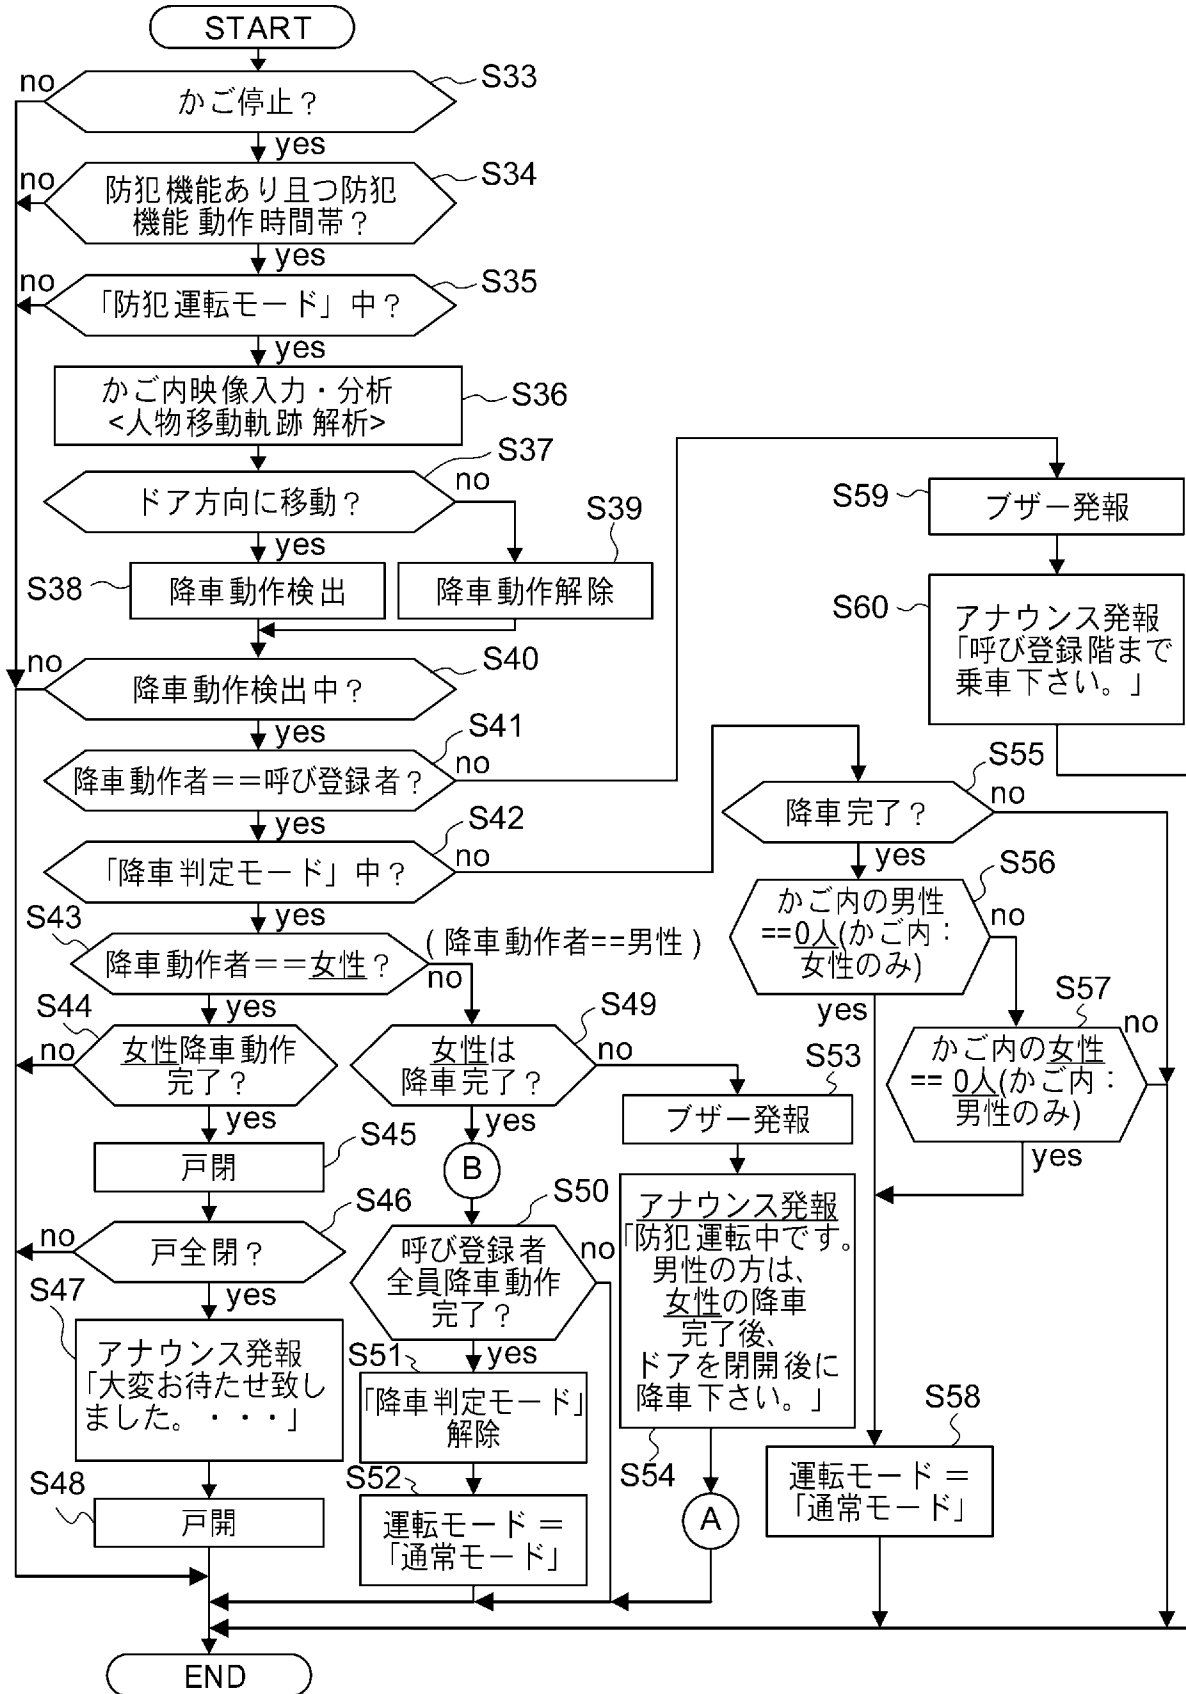 START
S33
no
かご停止？
yes
S34
no
防犯機能あり且つ防犯
機能動作時間帯？
yes
S35
no
「防犯運転モード」中？
yes
かご内映像入力・分析
<人物移動軌跡解析>
S36
S37
ドア方向に移動？
no
yes
S39
S38
降車動作検出
降車動作解除
no
S40
降車動作検出中？
yes
S41
降車動作者==呼び登録者？
no
yes
S42
「降車判定モード」中？
no
yes
S43
降車動作者==女性？
(降車動作者==男性)
no
yes
S44
no
女性降車動作
完了？
yes
S45
戸閉
S46
no
戸全閉？
yes
S47
アナウンス発報
「大変お待たせ致し
ました。・・・」
S48
戸開
S49
女性は
降車完了？
no
yes
B
S50
呼び登録者
全員降車動作
完了？
no
yes
S51
「降車判定モード」
解除
S52
運転モード＝
「通常モード」
S53
ブザー発報
アナウンス発報
「防犯運転中です。
男性の方は、
女性の降車
完了後、
ドアを閉開後に
降車下さい。」
S54
A
S55
降車完了？
no
yes
S56
かご内の男性
==0人(かご内：
女性のみ)
no
yes
S57
かご内の女性
==0人(かご内：
男性のみ)
no
yes
S58
運転モード＝
「通常モード」
S59
ブザー発報
S60
アナウンス発報
「呼び登録階まで
乗車下さい。」
END